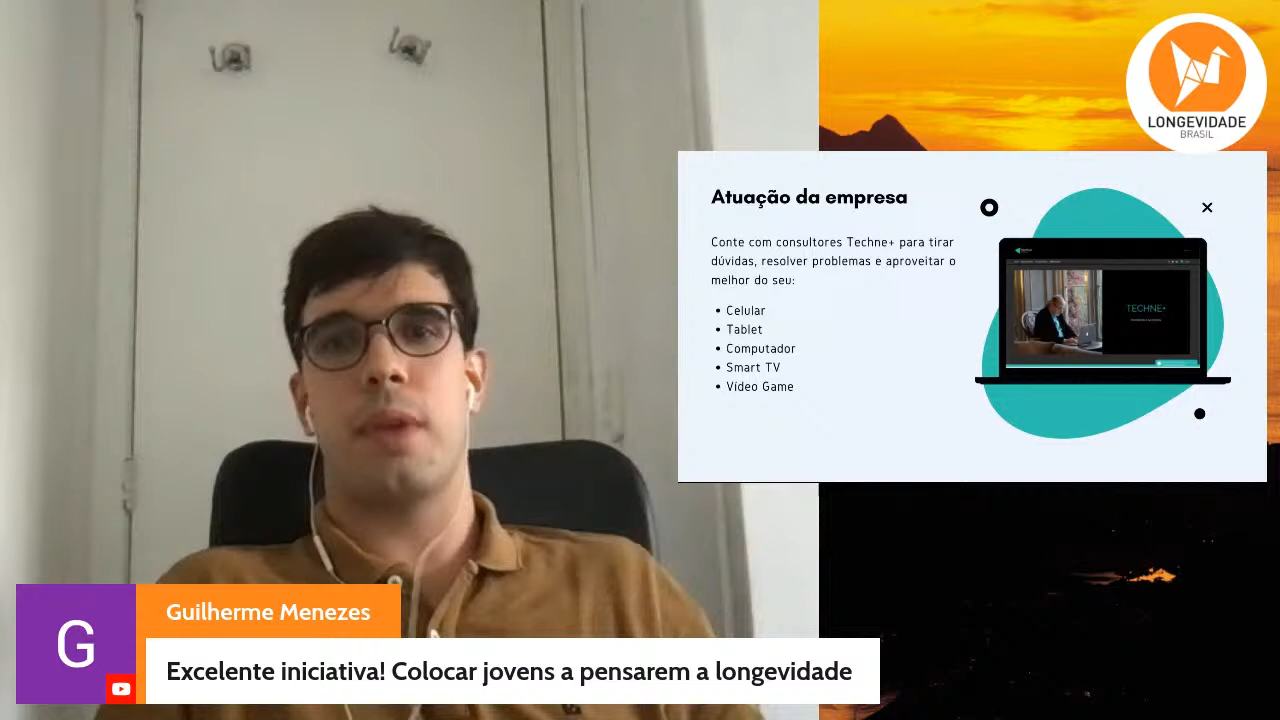 LONGEVIDADE
BRASIL
Atuação da empresa
Conte com consultores Techne+ para tirar
dúvidas, resolver problemas e aproveitar o
melhor do seu:
• Celular
• Tablet
• Computador
• Smart TV
• Vídeo Game
TECHNE+
G
Guilherme Menezes
Excelente iniciativa! Colocar jovens a pensarem a longevidade